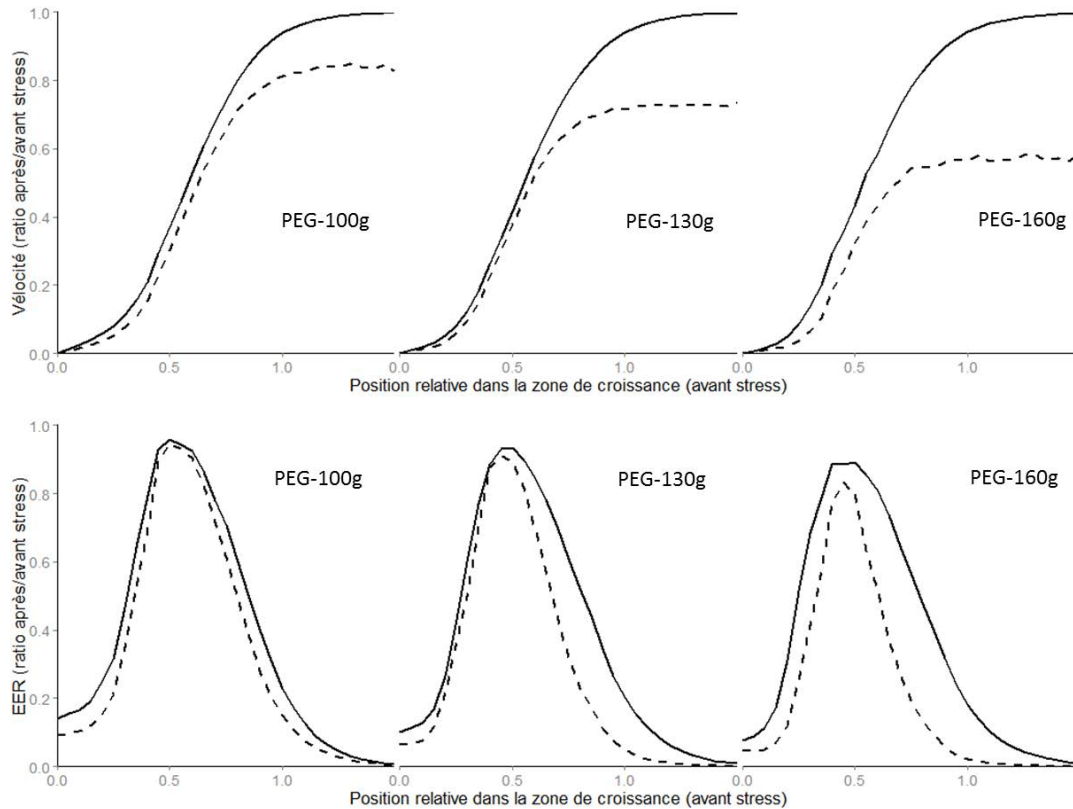 Vélocité (ratio après/avant stress)
1.0
0.8
0.6
0.4
0.2
0.0
PEG-100g
PEG-130g
PEG-160g
0.0 0.5 1.0 0.0 0.5 1.0 0.0 0.5 1.0
Position relative dans la zone de croissance (avant stress)
EER (ratio après/avant stress)
1.0
0.8
0.6
0.4
0.2
0.0
PEG-100g
PEG-130g
PEG-160g
0.0 0.5 1.0 0.0 0.5 1.0 0.0 0.5 1.0
Position relative dans la zone de croissance (avant stress)